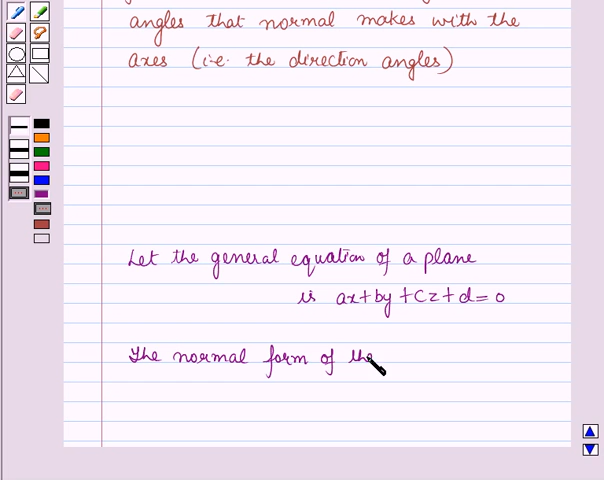 angles that normal makes with the
axes (i.e. the direction angles)
Let the general equation of a plane
is ax+by+cz+d=0
The normal form of the